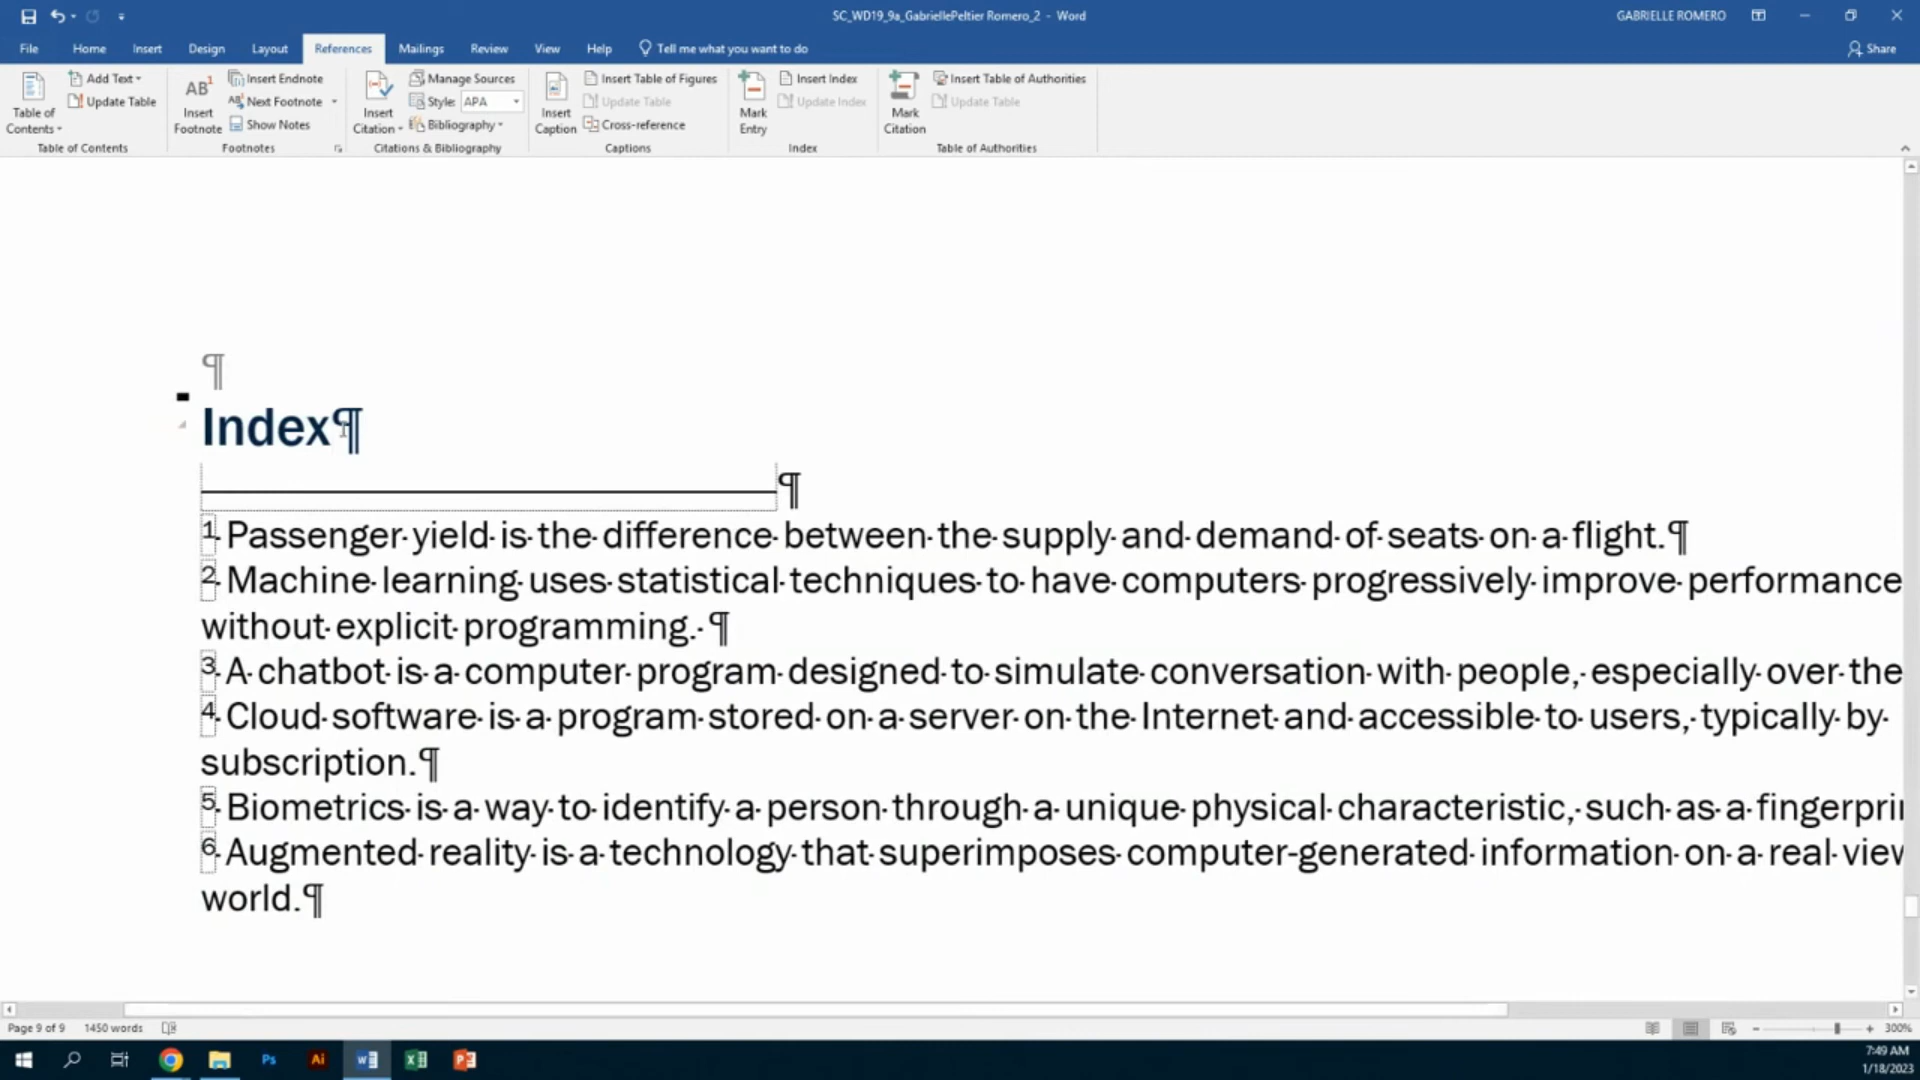 SC_WD19_9a_GabriellePeltier Romero_2 - Word
GABRIELLE ROMERO
File Home Insert Design Layout References Mailings Review View Help Tell me what you want to do Share
Table of Contents
Add Text
Update Table
Table of Contents
AB1 Insert Footnote
Insert Endnote
Next Footnote
Show Notes
Footnotes
Insert Citation
Manage Sources
Style: APA
Bibliography
Citations & Bibliography
Insert Caption
Insert Table of Figures
Update Table
Cross-reference
Captions
Mark Entry
Insert Index
Update Index
Index
Mark Citation
Insert Table of Authorities
Update Table
Table of Authorities
¶
Index¶
¶
1 Passenger yield is the difference between the supply and demand of seats on a flight.¶
2 Machine learning uses statistical techniques to have computers progressively improve performance
without explicit programming. ¶
3 A chatbot is a computer program designed to simulate conversation with people, especially over the
4 Cloud software is a program stored on a server on the Internet and accessible to users, typically by
subscription.¶
5 Biometrics is a way to identify a person through a unique physical characteristic, such as a fingerpri
6 Augmented reality is a technology that superimposes computer-generated information on a real view
world.¶
Page 9 of 9 1450 words 300%
Ps Ai
7:49 AM
1/18/2023